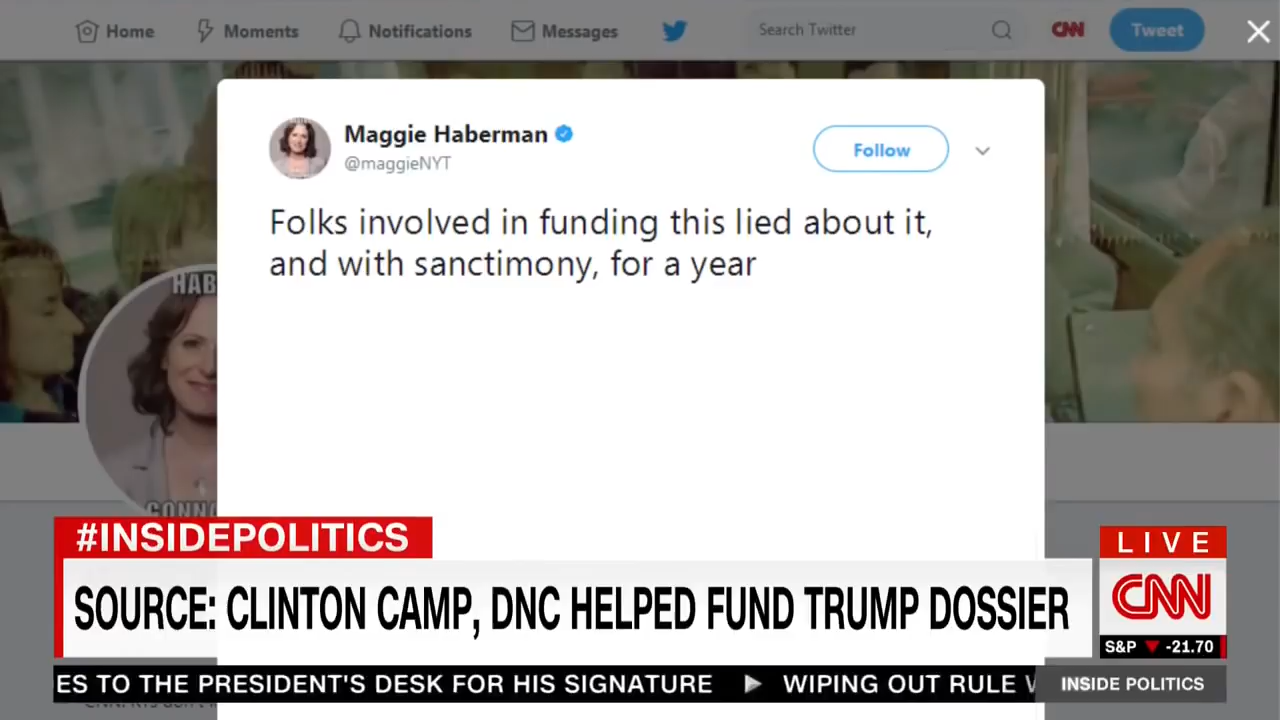 Home Moments Notifications Messages Search Twitter CNN Tweet
Maggie Haberman
@maggieNYT
Follow
Folks involved in funding this lied about it,
and with sanctimony, for a year
HAB
GONNA
#INSIDEPOLITICS
SOURCE: CLINTON CAMP, DNC HELPED FUND TRUMP DOSSIER
LIVE
CNN
S&P ▼ -21.70
ES TO THE PRESIDENT'S DESK FOR HIS SIGNATURE ▶ WIPING OUT RULE
INSIDE POLITICS